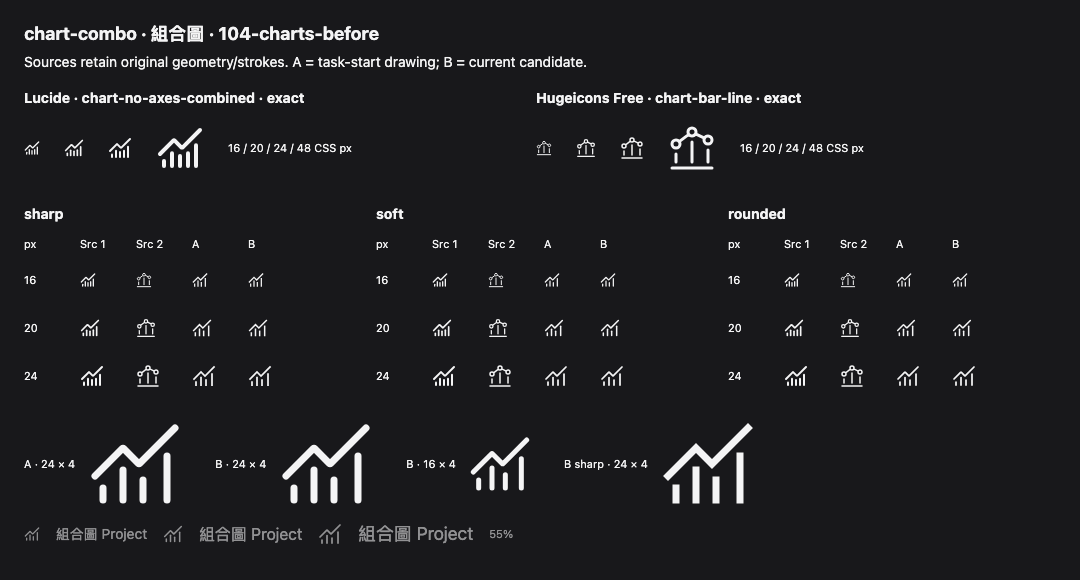 chart-combo · 組合圖 · 104-charts-before
Sources retain original geometry/strokes. A = task-start drawing; B = current candidate.
Lucide · chart-no-axes-combined · exact
16 / 20 / 24 / 48 CSS px
Hugeicons Free · chart-bar-line · exact
16 / 20 / 24 / 48 CSS px
sharp
px Src 1 Src 2 A B
16
20
24
soft
px Src 1 Src 2 A B
16
20
24
rounded
px Src 1 Src 2 A B
16
20
24
A · 24 × 4
B · 24 × 4
B · 16 × 4
B sharp · 24 × 4
組合圖 Project 組合圖 Project 組合圖 Project 55%